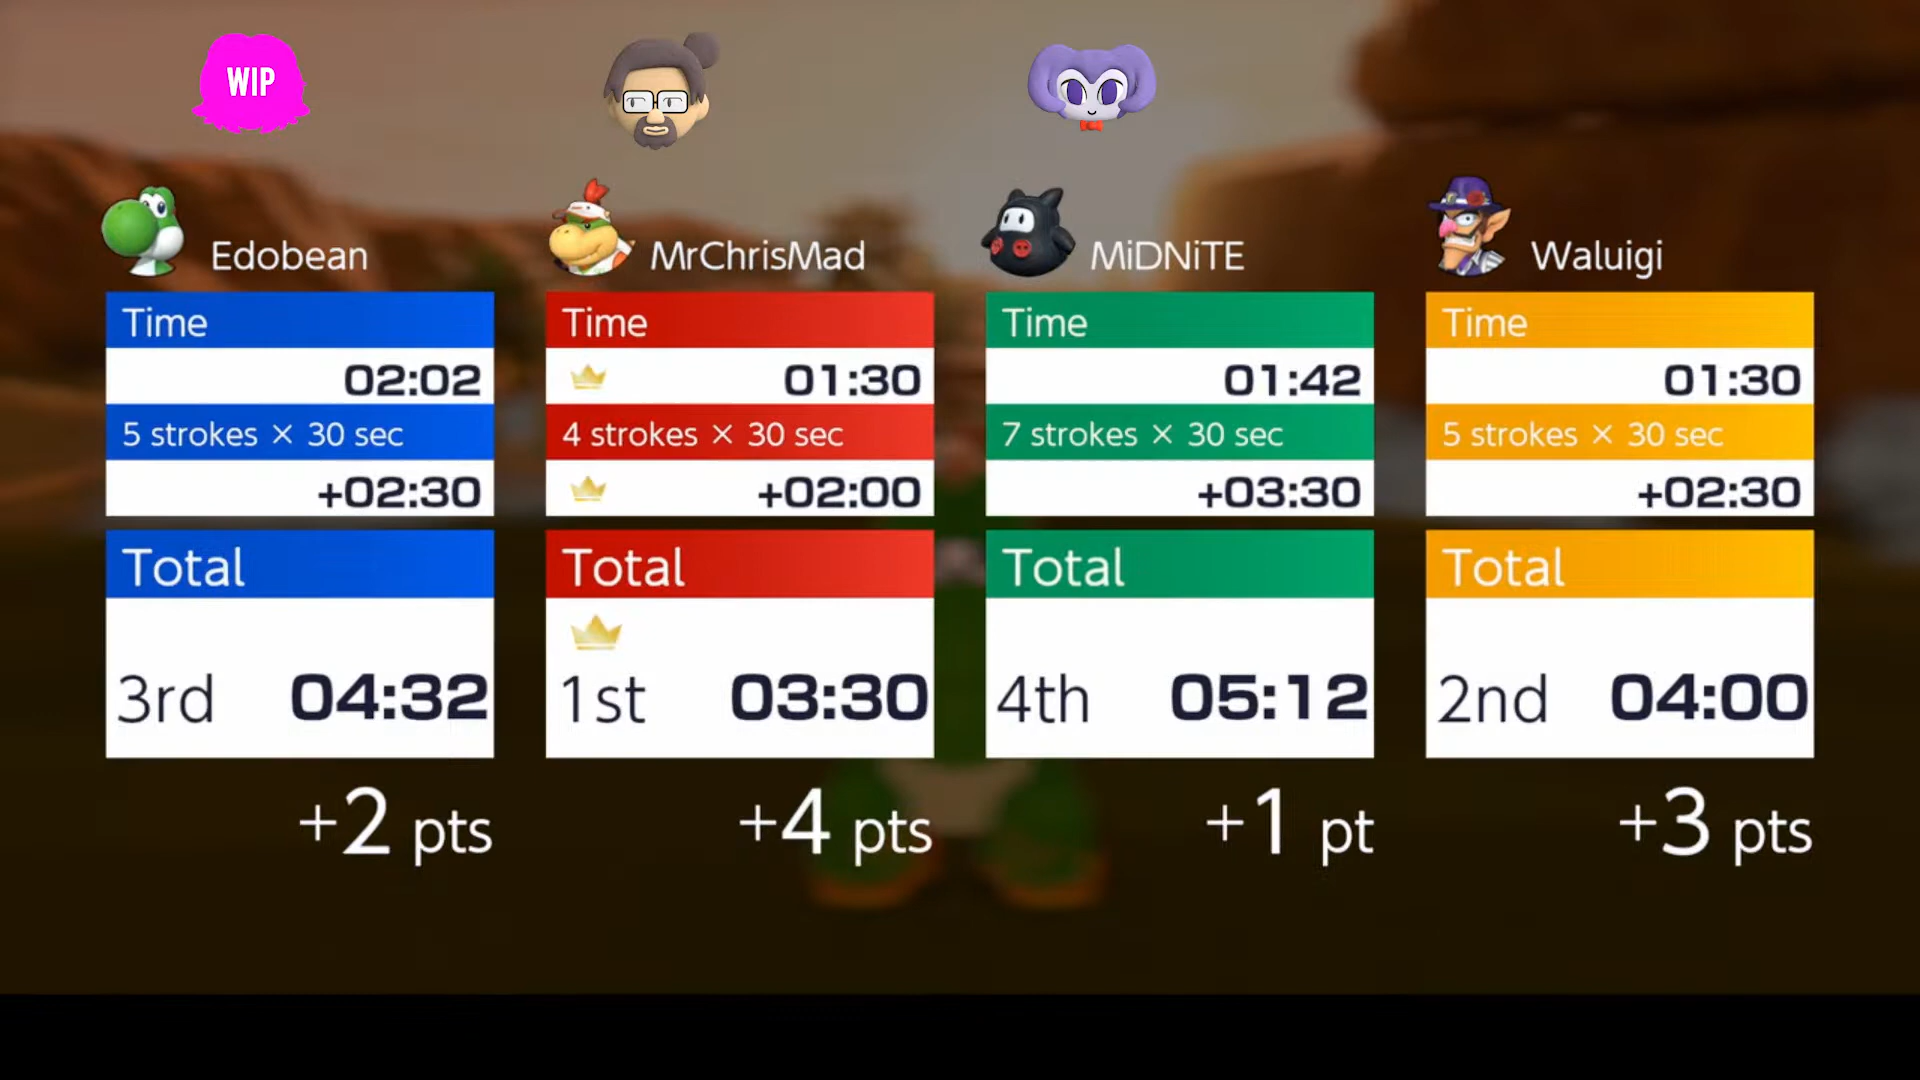 WIP
Edobean
Time
02:02
5 strokes × 30 sec
+02:30
Total
3rd 04:32
+2 pts
MrChrisMad
Time
01:30
4 strokes × 30 sec
+02:00
Total
1st 03:30
+4 pts
MiDNiTE
Time
01:42
7 strokes × 30 sec
+03:30
Total
4th 05:12
+1 pt
Waluigi
Time
01:30
5 strokes × 30 sec
+02:30
Total
2nd 04:00
+3 pts